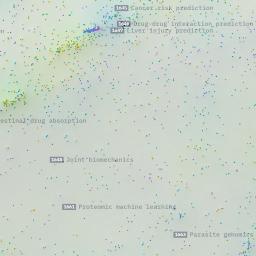 Cancer risk prediction
Drug-drug interaction prediction
Liver injury prediction
estinal drug absorption
Joint biomechanics
Proteomic machine learning
Parasite genomics